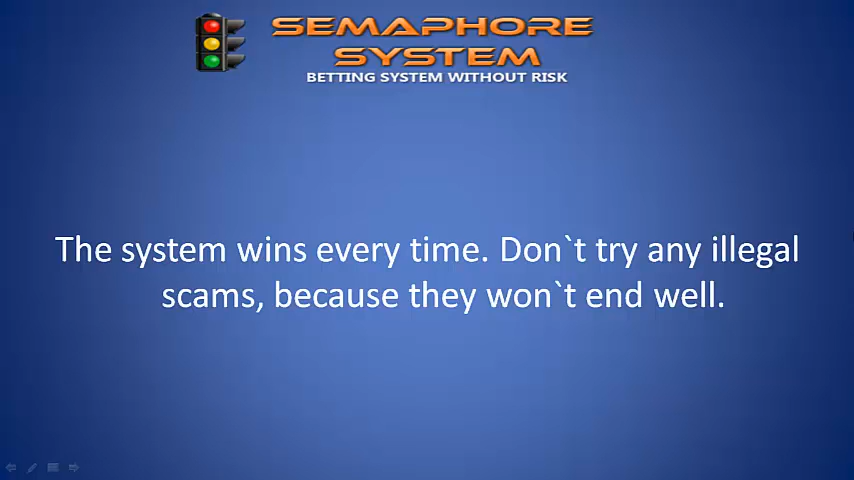 SEMAPHORE
SYSTEM
BETTING SYSTEM WITHOUT RISK
The system wins every time. Don`t try any illegal
scams, because they won`t end well.